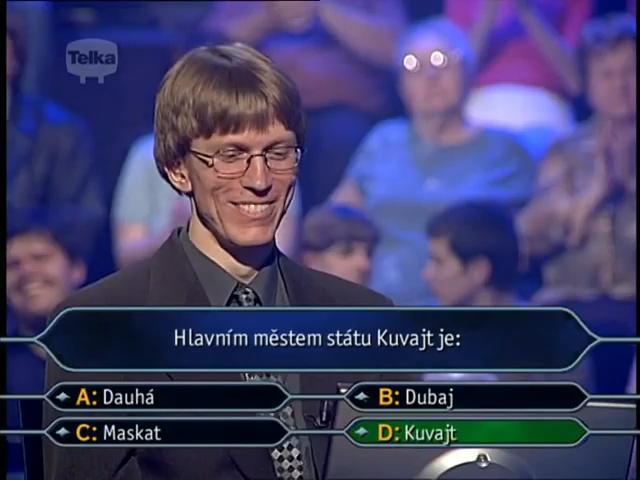 Telka
Hlavním městem státu Kuvajt je:
A: Dauhá
B: Dubaj
C: Maskat
D: Kuvajt